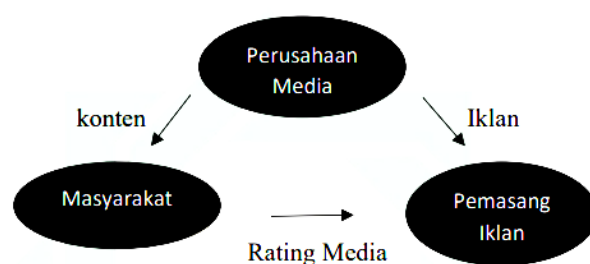 Perusahaan
Media
konten
Iklan
Masyarakat
Pemasang
Iklan
Rating Media